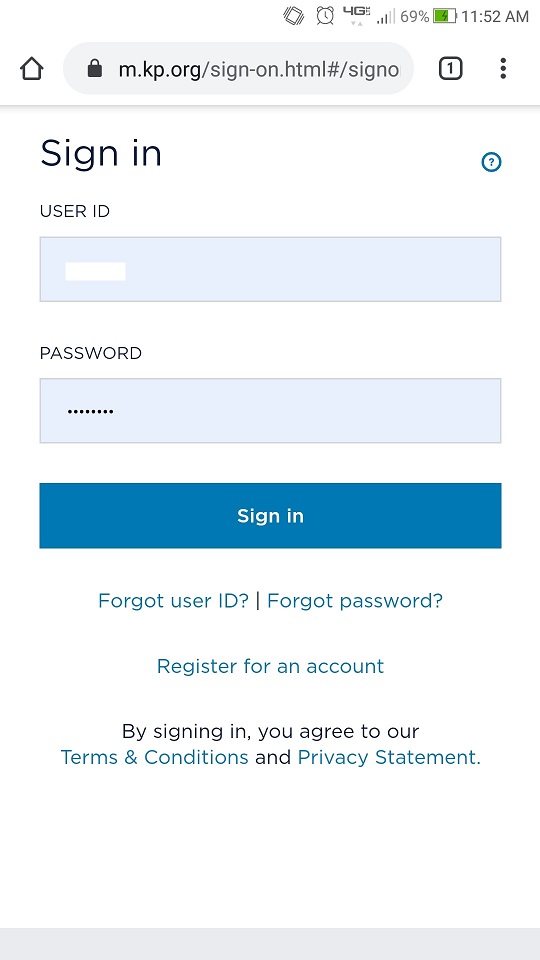 4G 69% 11:52 AM
m.kp.org/sign-on.html#/signo
1
Sign in
?
USER ID
PASSWORD
••••••••
Sign in
Forgot user ID? | Forgot password?
Register for an account
By signing in, you agree to our
Terms & Conditions and Privacy Statement.